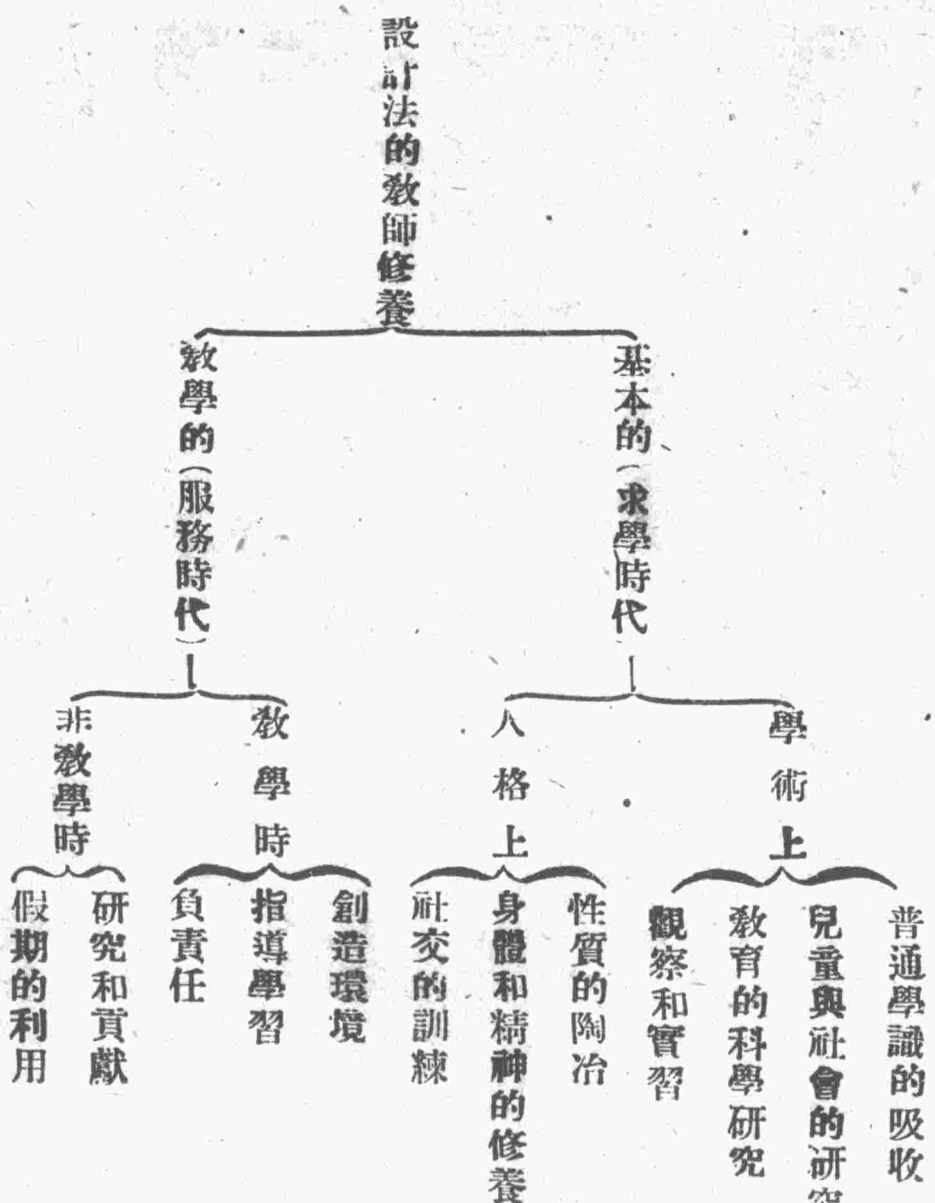 設計法的教師修養
基本的（求學時代）
學術上
普通學識的吸收
兒童與社會的研究
教育的科學研究
觀察和實習
人格上
性質的陶冶
身體和精神的修養
社交的訓練
教學的（服務時代）
教學時
創造環境
指導學習
負責任
非教學時
研究和貢獻
假期的利用